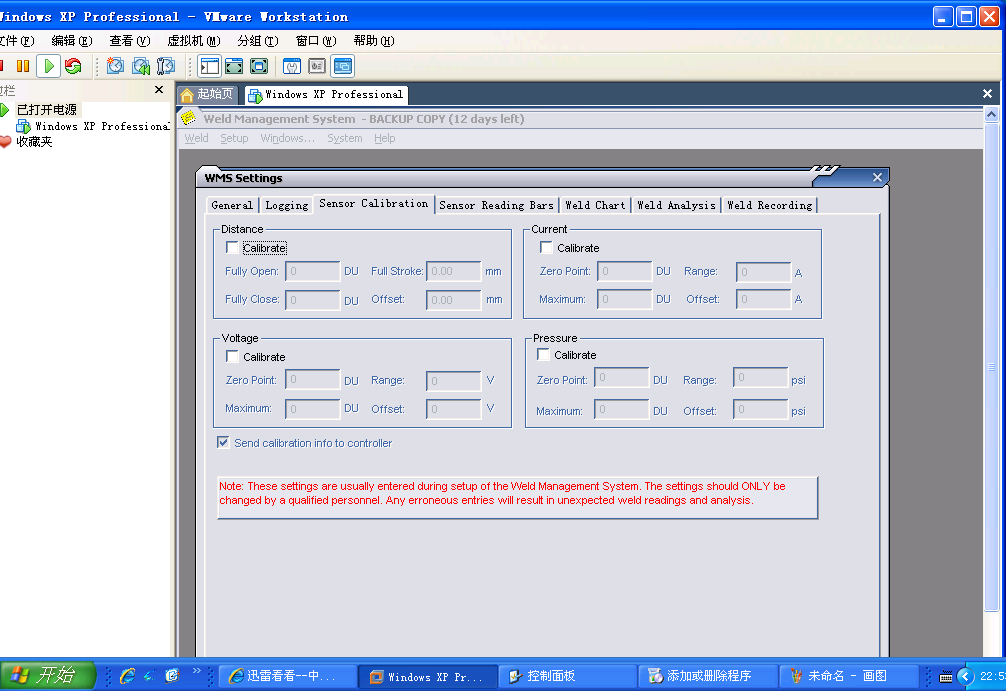 Windows XP Professional - VMware Workstation
文件(F) 编辑(E) 查看(V) 虚拟机(M) 分组(T) 窗口(W) 帮助(H)
过栏
已打开电源
Windows XP Professional
收藏夹
起始页 Windows XP Professional
Weld Management System - BACKUP COPY (12 days left)
Weld Setup Windows... System Help
WMS Settings
General Logging Sensor Calibration Sensor Reading Bars Weld Chart Weld Analysis Weld Recording
Distance
Calibrate
Fully Open: 0 DU Full Stroke: 0.00 mm
Fully Close: 0 DU Offset: 0.00 mm
Current
Calibrate
Zero Point: 0 DU Range: 0 A
Maximum: 0 DU Offset: 0 A
Voltage
Calibrate
Zero Point: 0 DU Range: 0 V
Maximum: 0 DU Offset: 0 V
Pressure
Calibrate
Zero Point: 0 DU Range: 0 psi
Maximum: 0 DU Offset: 0 psi
Send calibration info to controller
Note: These settings are usually entered during setup of the Weld Management System. The settings should ONLY be
changed by a qualified personnel. Any erroneous entries will result in unexpected weld readings and analysis.
开始 迅雷看看--中... Windows XP Pr... 控制面板 添加或删除程序 未命名 - 画图